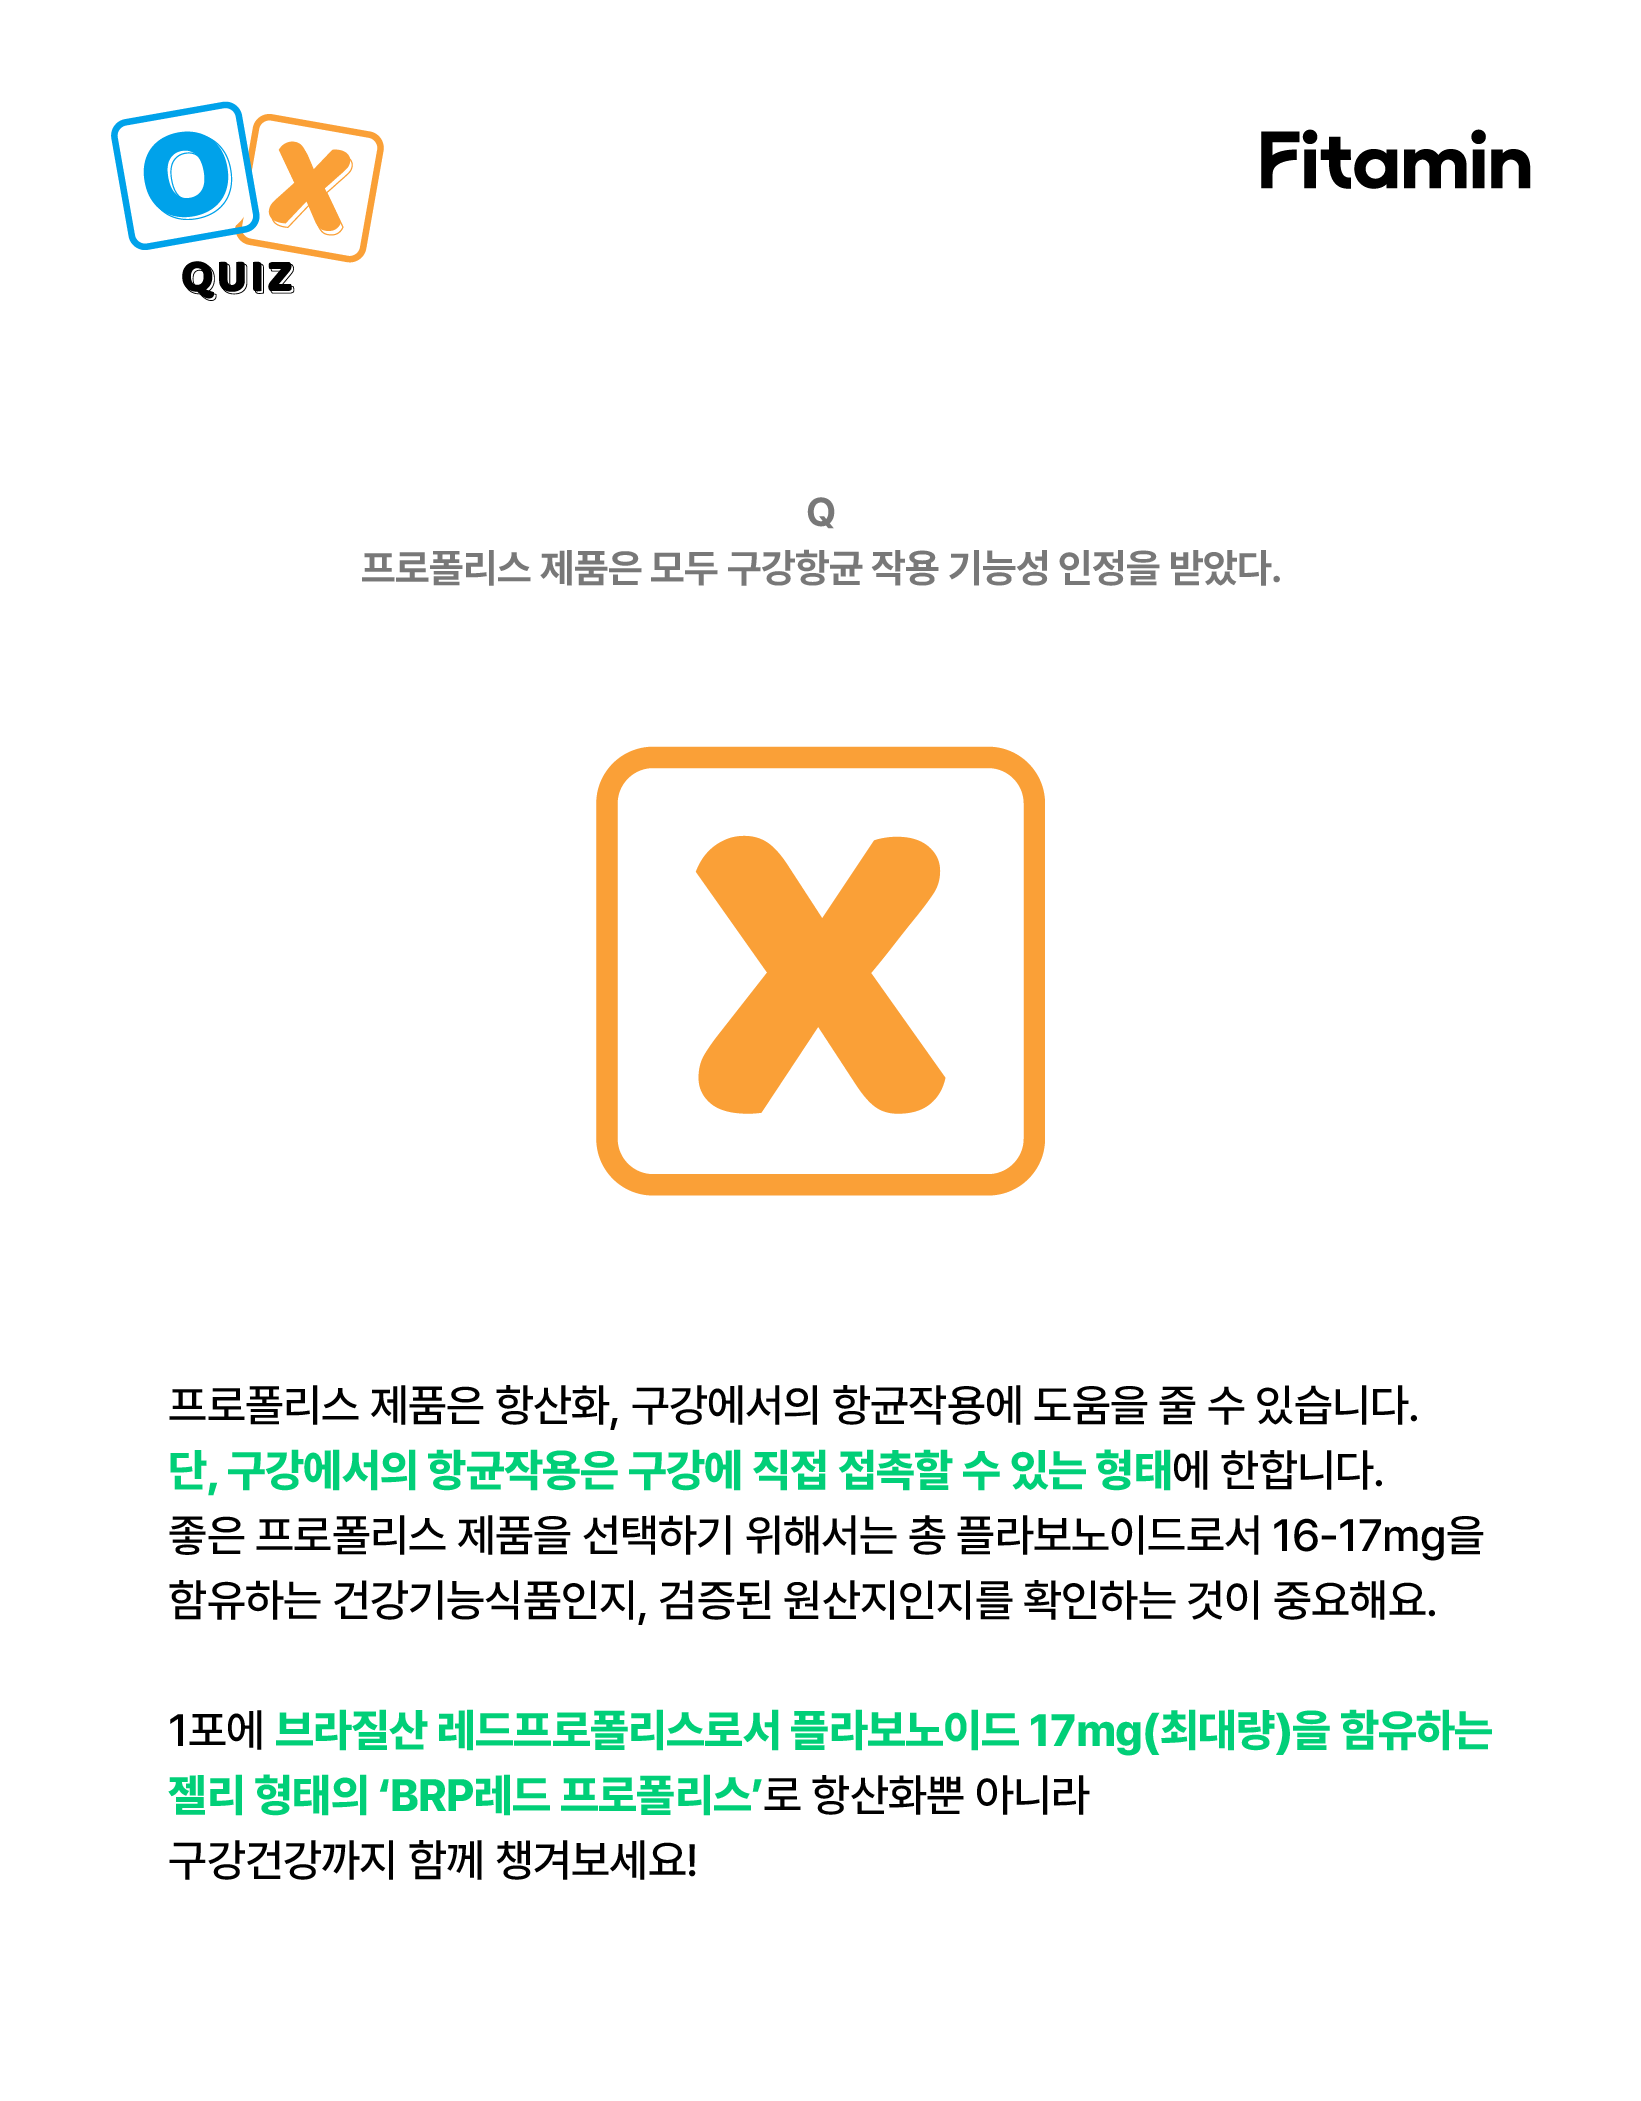 O X
QUIZ
Fitamin
Q
프로폴리스 제품은 모두 구강항균 작용 기능성 인정을 받았다.
X
프로폴리스 제품은 항산화, 구강에서의 항균작용에 도움을 줄 수 있습니다.
단, 구강에서의 항균작용은 구강에 직접 접촉할 수 있는 형태에 한합니다.
좋은 프로폴리스 제품을 선택하기 위해서는 총 플라보노이드로서 16-17mg을
함유하는 건강기능식품인지, 검증된 원산지인지를 확인하는 것이 중요해요.
1포에 브라질산 레드프로폴리스로서 플라보노이드 17mg(최대량)을 함유하는
젤리 형태의 ‘BRP레드 프로폴리스’로 항산화뿐 아니라
구강건강까지 함께 챙겨보세요!